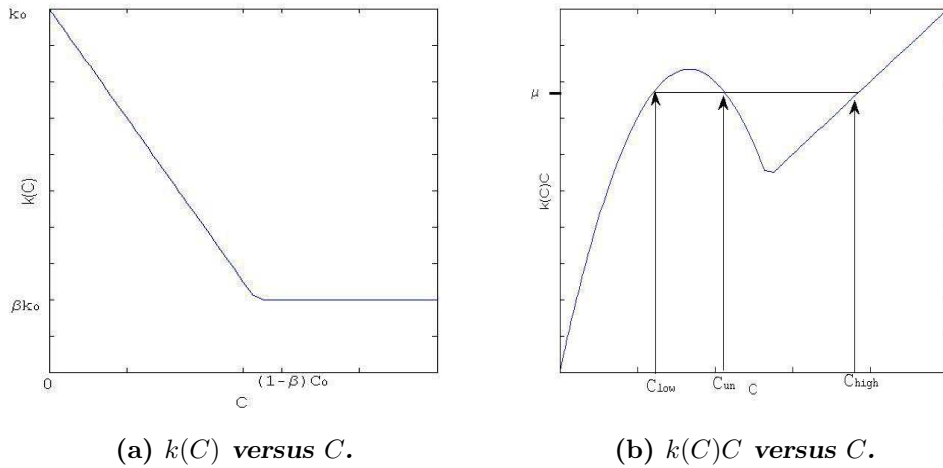 k₀
k(C)
βk₀
0
(1-β)C₀
C
μ
k(C)C
C_low
C_un
C
C_high
(a) k(C) versus C.
(b) k(C)C versus C.